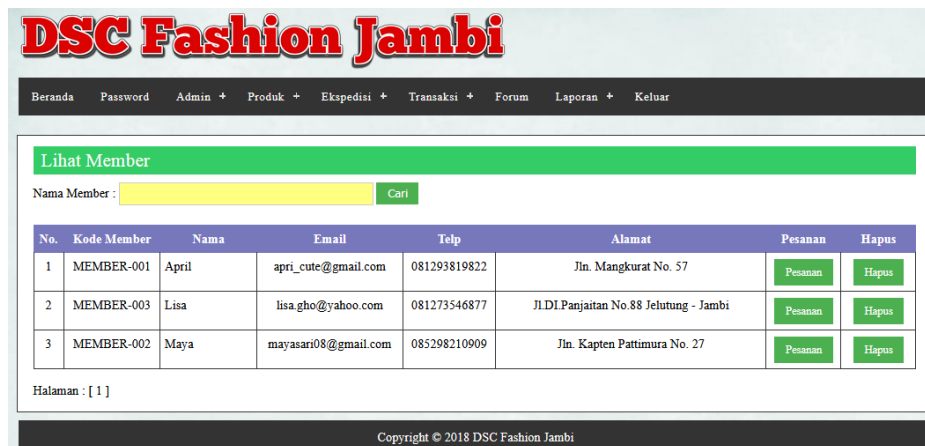 DSC Fashion Jambi
Beranda Password Admin + Produk + Ekspedisi + Transaksi + Forum Laporan + Keluar
Lihat Member
Nama Member : Cari
No. Kode Member Nama Email Telp Alamat Pesanan Hapus
1 MEMBER-001 April apri_cute@gmail.com 081293819822 Jln. Mangkurat No. 57 Pesanan Hapus
2 MEMBER-003 Lisa lisa.gho@yahoo.com 081273546877 Jl.DI.Panjaitan No.88 Jelutung - Jambi Pesanan Hapus
3 MEMBER-002 Maya mayasari08@gmail.com 085298210909 Jln. Kapten Pattimura No. 27 Pesanan Hapus
Halaman : [ 1 ]
Copyright © 2018 DSC Fashion Jambi